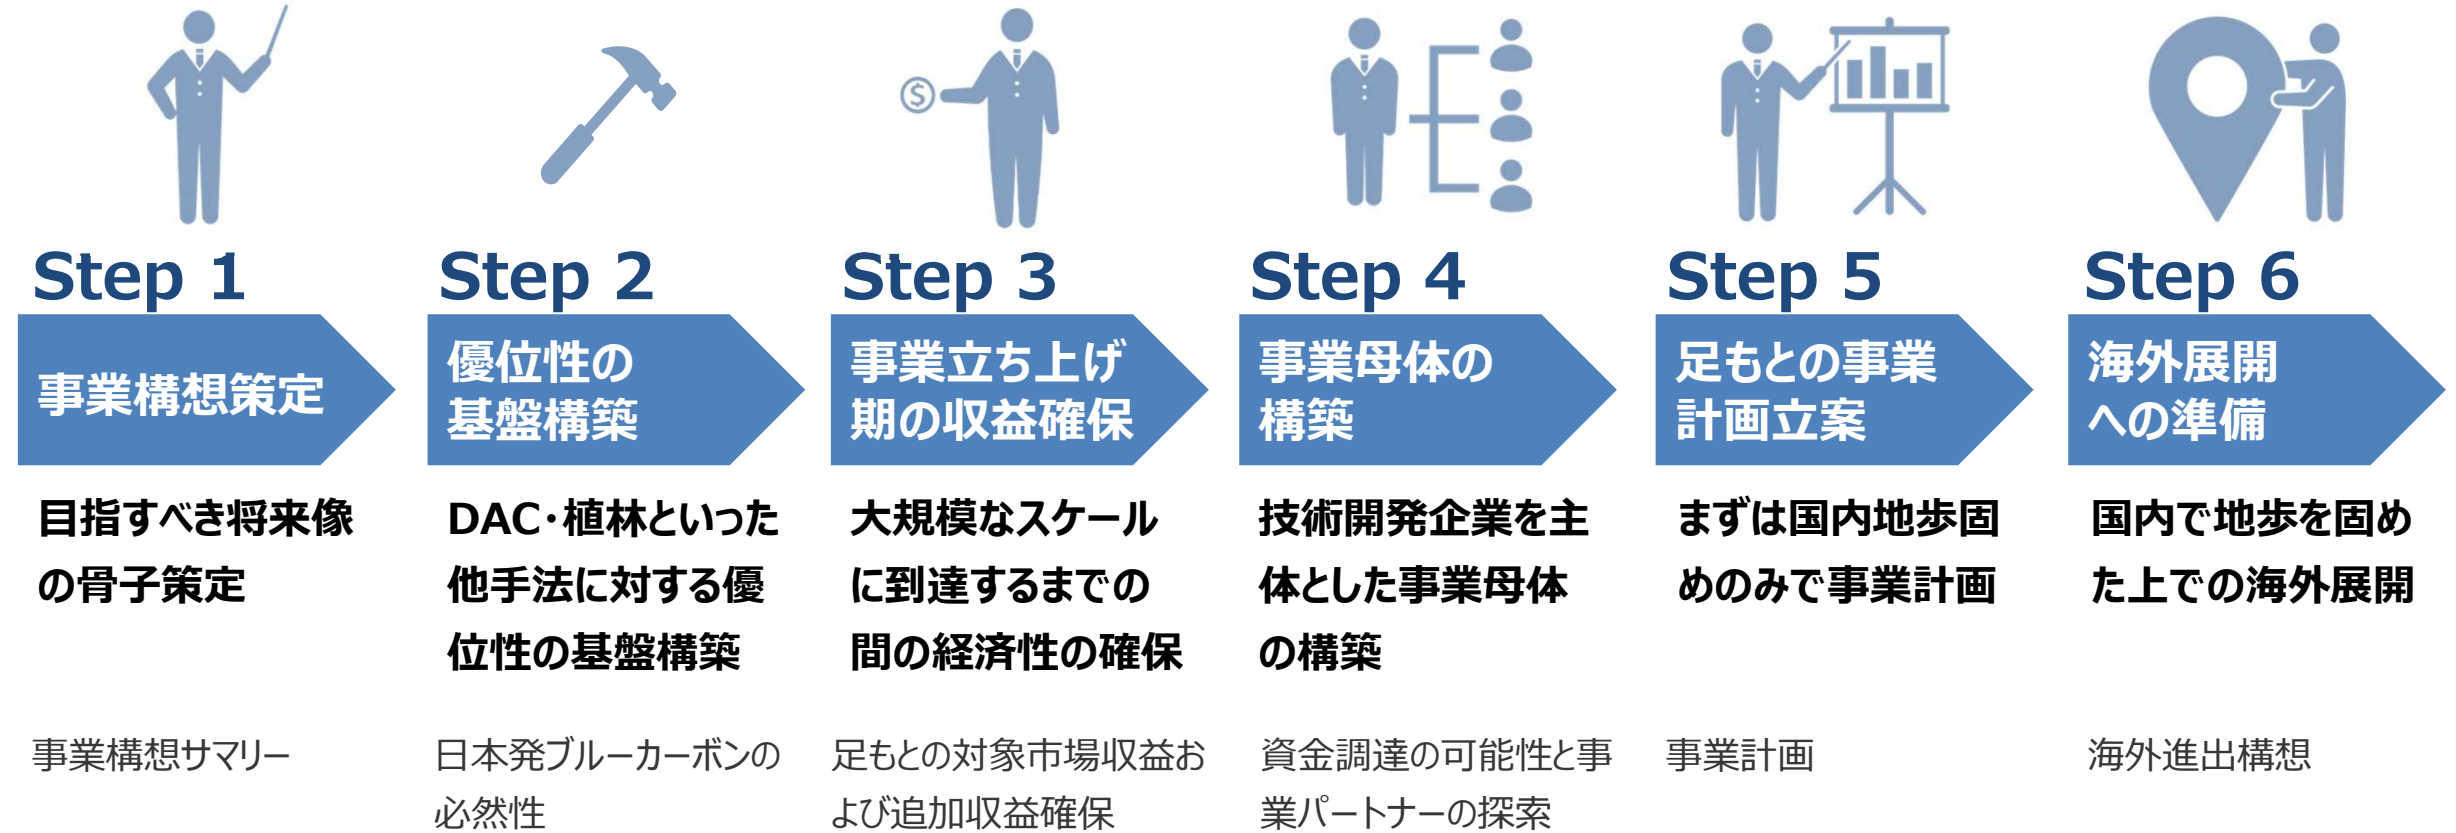 Step 1
事業構想策定
目指すべき将来像
の骨子策定
事業構想サマリー
Step 2
優位性の
基盤構築
DAC・植林といった
他手法に対する優
位性の基盤構築
日本発ブルーカーボンの
必然性
Step 3
事業立ち上げ
期の収益確保
大規模なスケール
に到達するまでの
間の経済性の確保
足もとの対象市場収益お
よび追加収益確保
Step 4
事業母体の
構築
技術開発企業を主
体とした事業母体
の構築
資金調達の可能性と事
業パートナーの探索
Step 5
足もとの事業
計画立案
まずは国内地歩固
めのみで事業計画
事業計画
Step 6
海外展開
への準備
国内で地歩を固め
た上での海外展開
海外進出構想